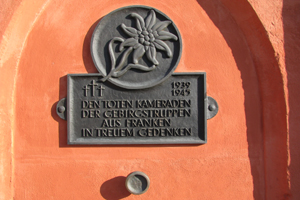 1939
1945
DEN TOTEN KAMERADEN
DER GEBIRGSTRUPPEN
AUS FRANKEN
IN TREUEM GEDENKEN